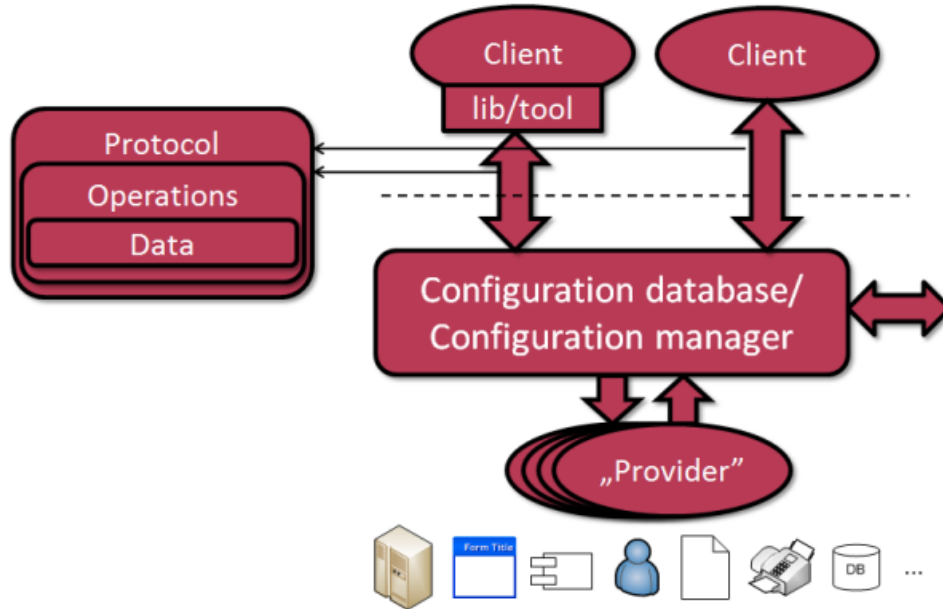 Client
Client
lib/tool
Protocol
Operations
Data
Configuration database/
Configuration manager
„Provider”
Form Title
DB
...